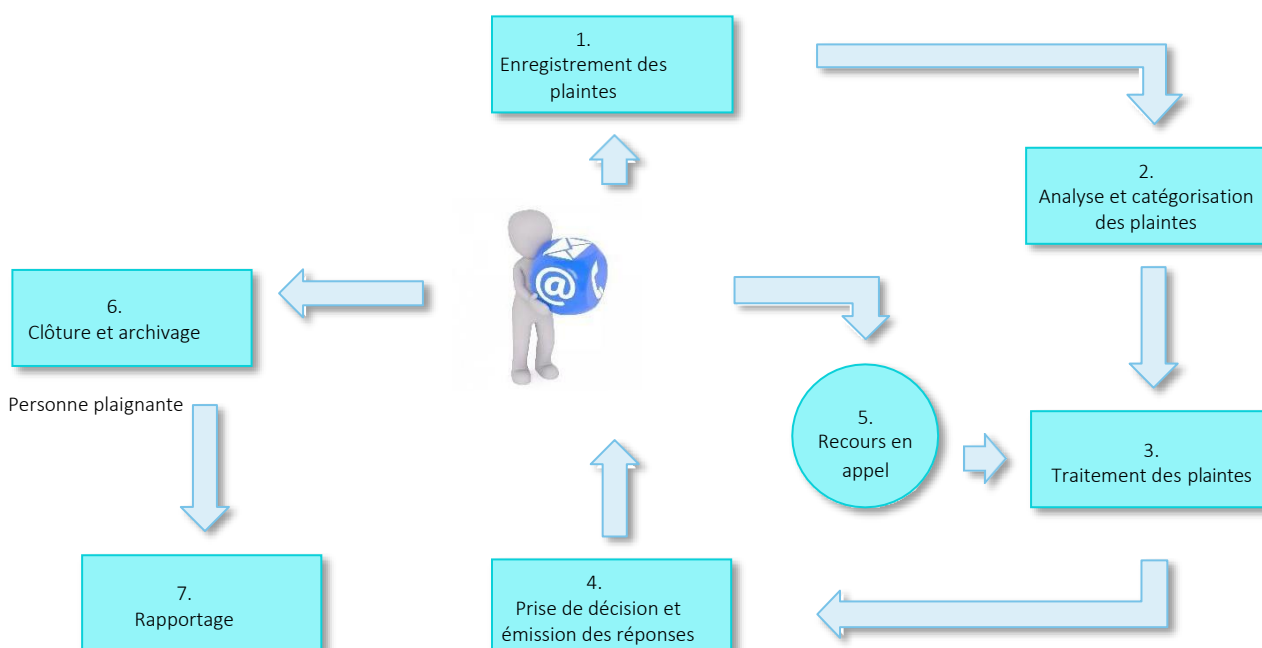 1.
Enregistrement des
plaintes
2.
Analyse et catégorisation
des plaintes
6.
Clôture et archivage
Personne plaignante
5.
Recours en
appel
3.
Traitement des plaintes
7.
Rapportage
4.
Prise de décision et
émission des réponses
@